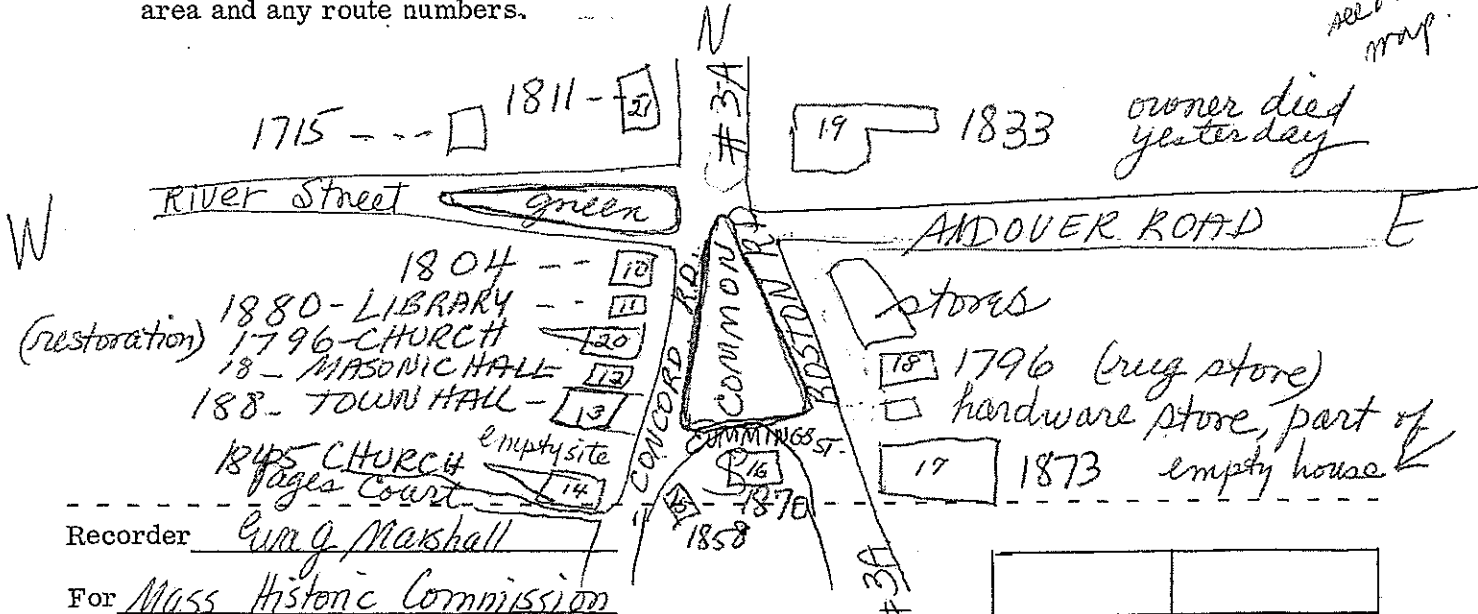 area and any route numbers.
see
map.
N
#3A
1715 --- 1811 - 21
19 1833 owner died
yesterday
River Street green
W
ANDOVER ROAD E
1804 -- 10
1880 - LIBRARY -- 11
(restoration) 1796 - CHURCH 20
18_ MASONIC HALL 12
188_ TOWN HALL - 13
1845 CHURCH empty site
Pages Court 14
CONCORD RD.
COMMON
BOSTON RD
CUMMINGS ST.
16
1870
15
1858
stores
18 1796 (rug store)
hardware store, part of
17 1873 empty house
#3A
Recorder Marshall
For Mass Historic Commission